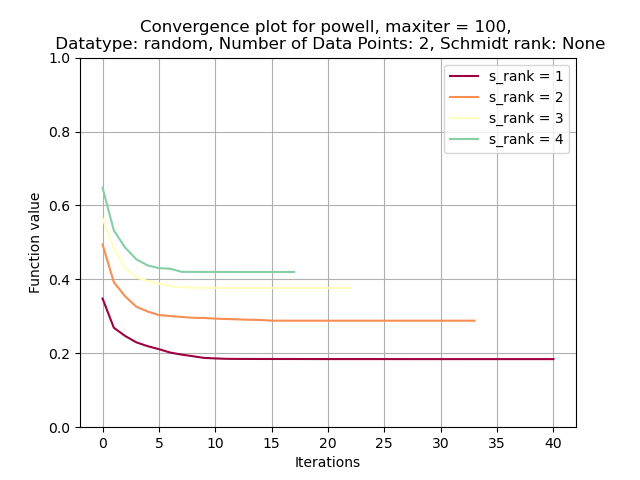 Convergence plot for powell, maxiter = 100,
Datatype: random, Number of Data Points: 2, Schmidt rank: None
s_rank = 1
s_rank = 2
s_rank = 3
s_rank = 4
Function value
1.0
0.8
0.6
0.4
0.2
0.0
0 5 10 15 20 25 30 35 40
Iterations